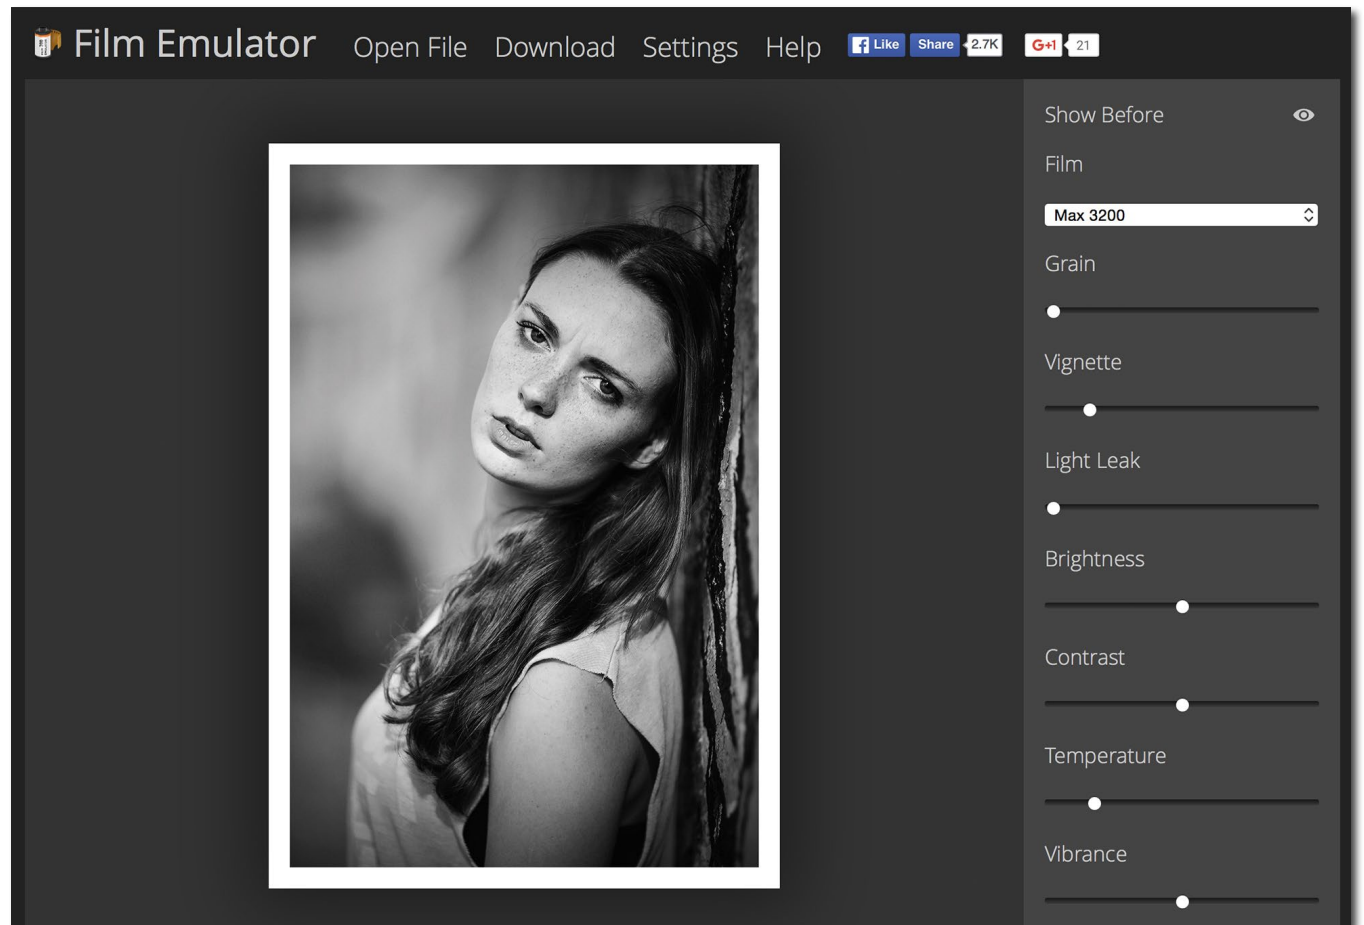 Film Emulator
Open File Download Settings Help
Like Share 2.7K G+1 21
Show Before
Film
Max 3200
Grain
Vignette
Light Leak
Brightness
Contrast
Temperature
Vibrance